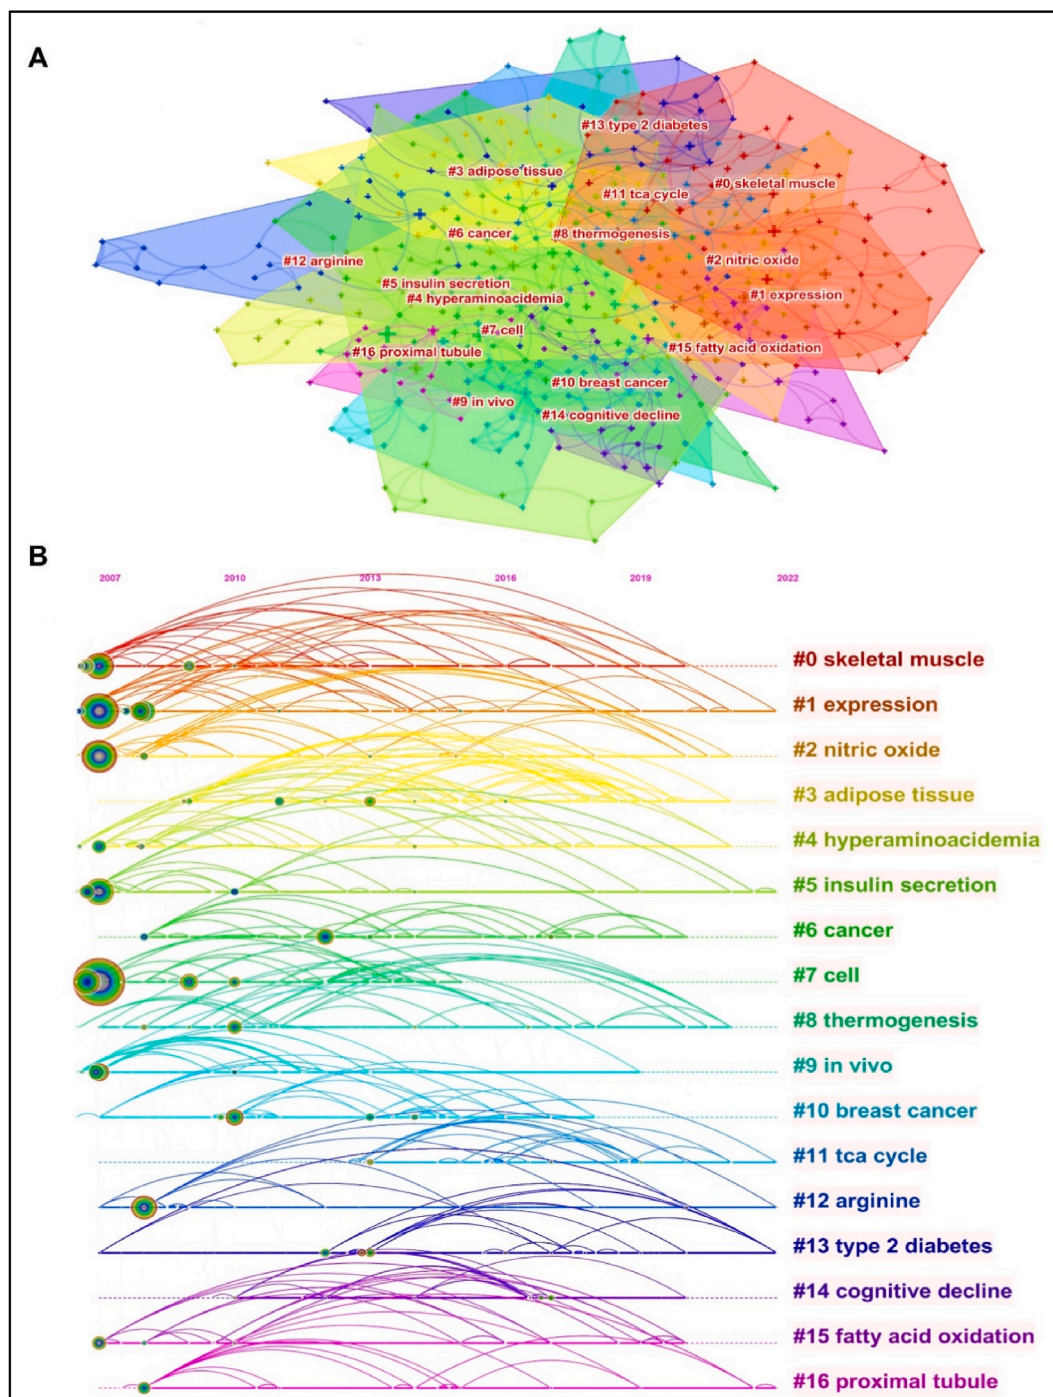 A
#13 type 2 diabetes
#3 adipose tissue
#0 skeletal muscle
#11 tca cycle
#6 cancer
#8 thermogenesis
#12 arginine
#2 nitric oxide
#5 insulin secretion
#4 hyperaminoacidemia
#1 expression
#7 cell
#16 proximal tubule
#15 fatty acid oxidation
#10 breast cancer
#9 in vivo
#14 cognitive decline
B
2007 2010 2013 2016 2019 2022
#0 skeletal muscle
#1 expression
#2 nitric oxide
#3 adipose tissue
#4 hyperaminoacidemia
#5 insulin secretion
#6 cancer
#7 cell
#8 thermogenesis
#9 in vivo
#10 breast cancer
#11 tca cycle
#12 arginine
#13 type 2 diabetes
#14 cognitive decline
#15 fatty acid oxidation
#16 proximal tubule